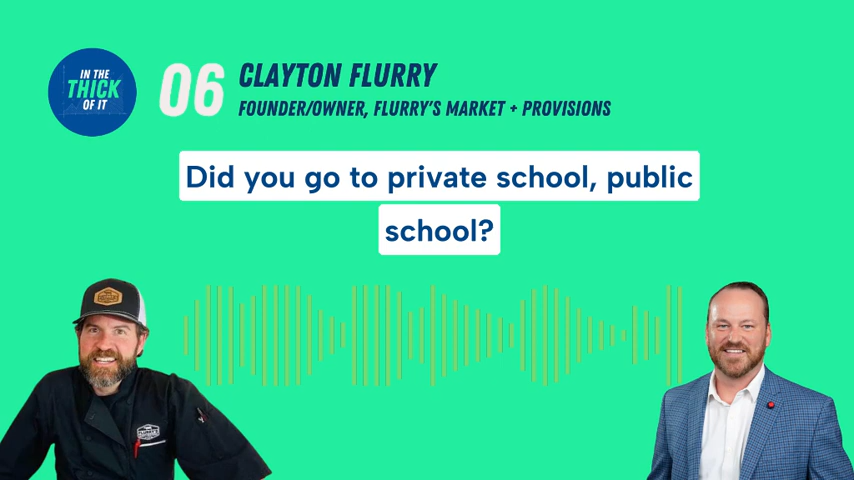 IN THE
THICK
OF IT
06
CLAYTON FLURRY
FOUNDER/OWNER, FLURRY'S MARKET + PROVISIONS
Did you go to private school, public
school?